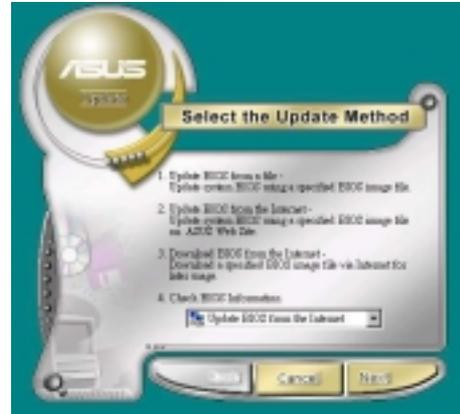 ASUS
Update
Select the Update Method
1. Update BIOS from a file -
Update system BIOS using a specified BIOS image file.
2. Update BIOS from the Internet -
Update system BIOS using a specified BIOS image file
on ASUS Web Site.
3. Download BIOS from the Internet -
Download a specified BIOS image file via Internet for
later usage.
4. Check BIOS Information
Update BIOS from the Internet
Cancel
Next